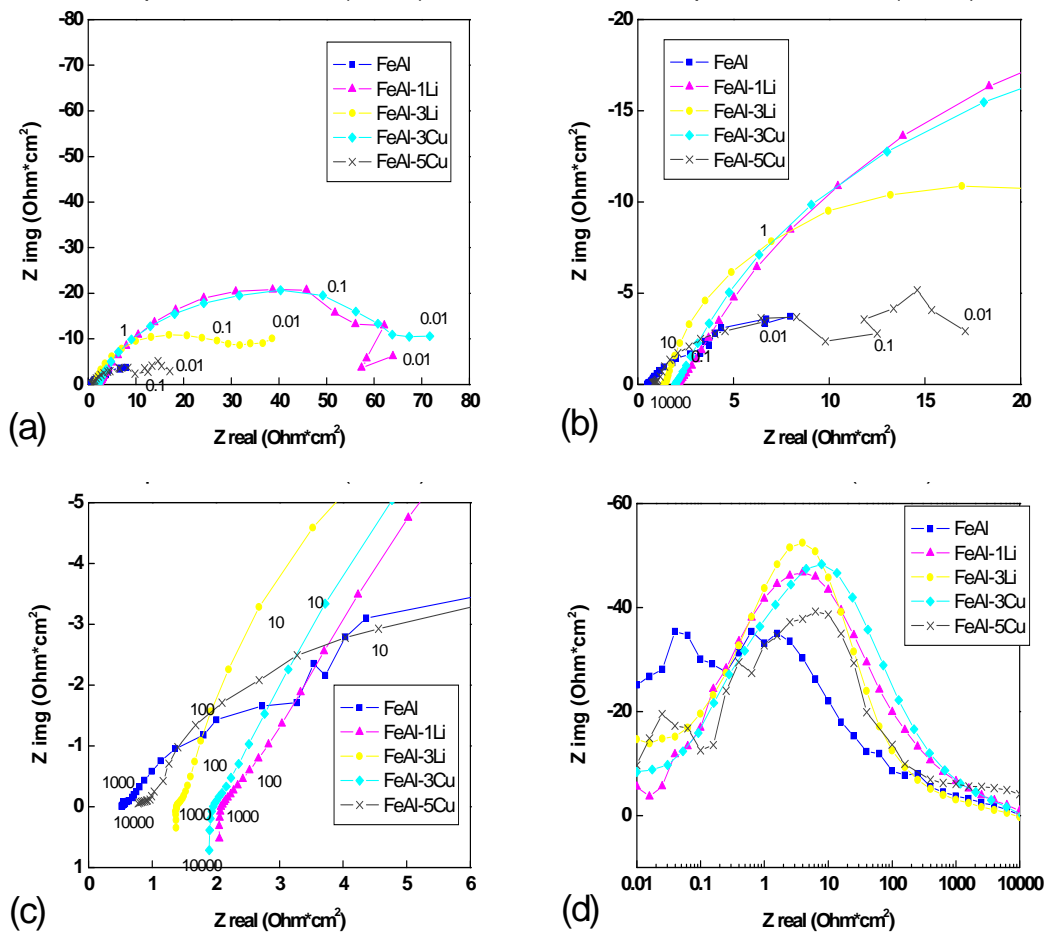 -80
-70
-60
-50
-40
-30
-20
-10
0
0 10 20 30 40 50 60 70 80
Z img (Ohm*cm²)
Z real (Ohm*cm²)
FeAl
FeAl-1Li
FeAl-3Li
FeAl-3Cu
FeAl-5Cu
1
0.1
0.1
0.01
0.01
0.01
0.01
0.1
(a)
-20
-15
-10
-5
0
0 5 10 15 20
Z img (Ohm*cm²)
Z real (Ohm*cm²)
FeAl
FeAl-1Li
FeAl-3Li
FeAl-3Cu
FeAl-5Cu
1
10
0.1
0.01
0.1
0.01
10000
(b)
-5
-4
-3
-2
-1
0
1
0 1 2 3 4 5 6
Z img (Ohm*cm²)
Z real (Ohm*cm²)
10
10
10
100
100
100
1000
1000
1000
10000
10000
FeAl
FeAl-1Li
FeAl-3Li
FeAl-3Cu
FeAl-5Cu
(c)
-60
-40
-20
0
0.01 0.1 1 10 100 1000 10000
Z img (Ohm*cm²)
Z real (Ohm*cm²)
FeAl
FeAl-1Li
FeAl-3Li
FeAl-3Cu
FeAl-5Cu
(d)